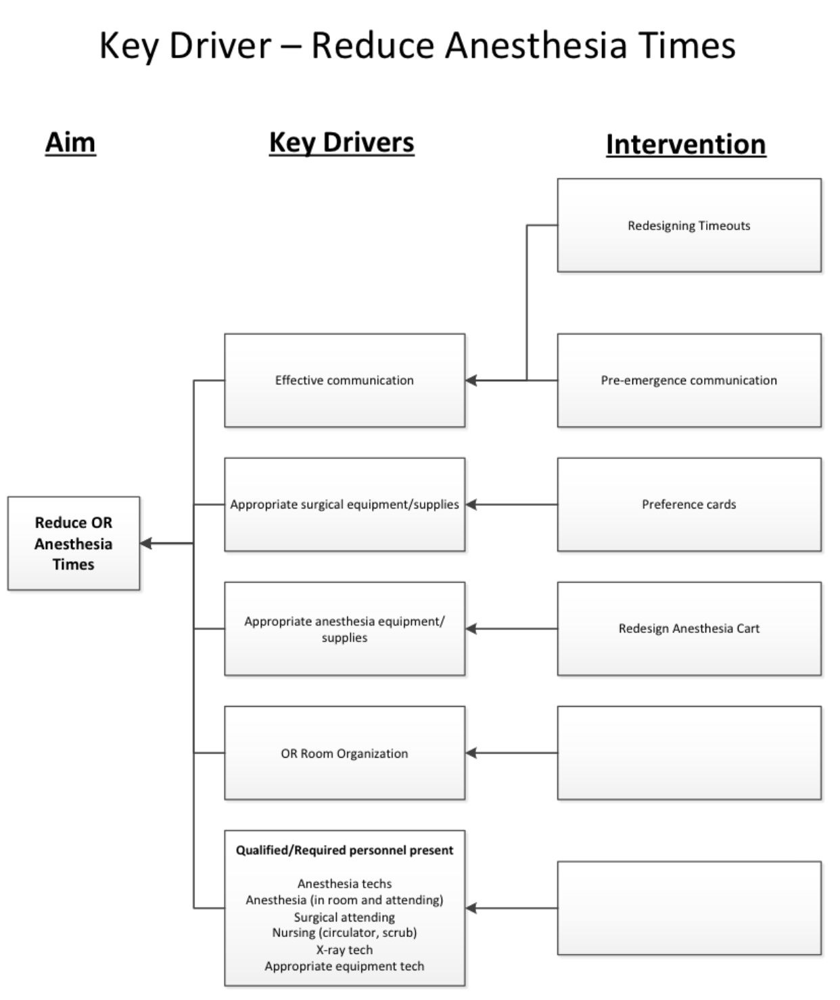 Key Driver – Reduce Anesthesia Times
Aim
Key Drivers
Intervention
Redesigning Timeouts
Effective communication
Pre-emergence communication
Appropriate surgical equipment/supplies
Preference cards
Reduce OR
Anesthesia
Times
Appropriate anesthesia equipment/
supplies
Redesign Anesthesia Cart
OR Room Organization
Qualified/Required personnel present
Anesthesia techs
Anesthesia (in room and attending)
Surgical attending
Nursing (circulator, scrub)
X-ray tech
Appropriate equipment tech